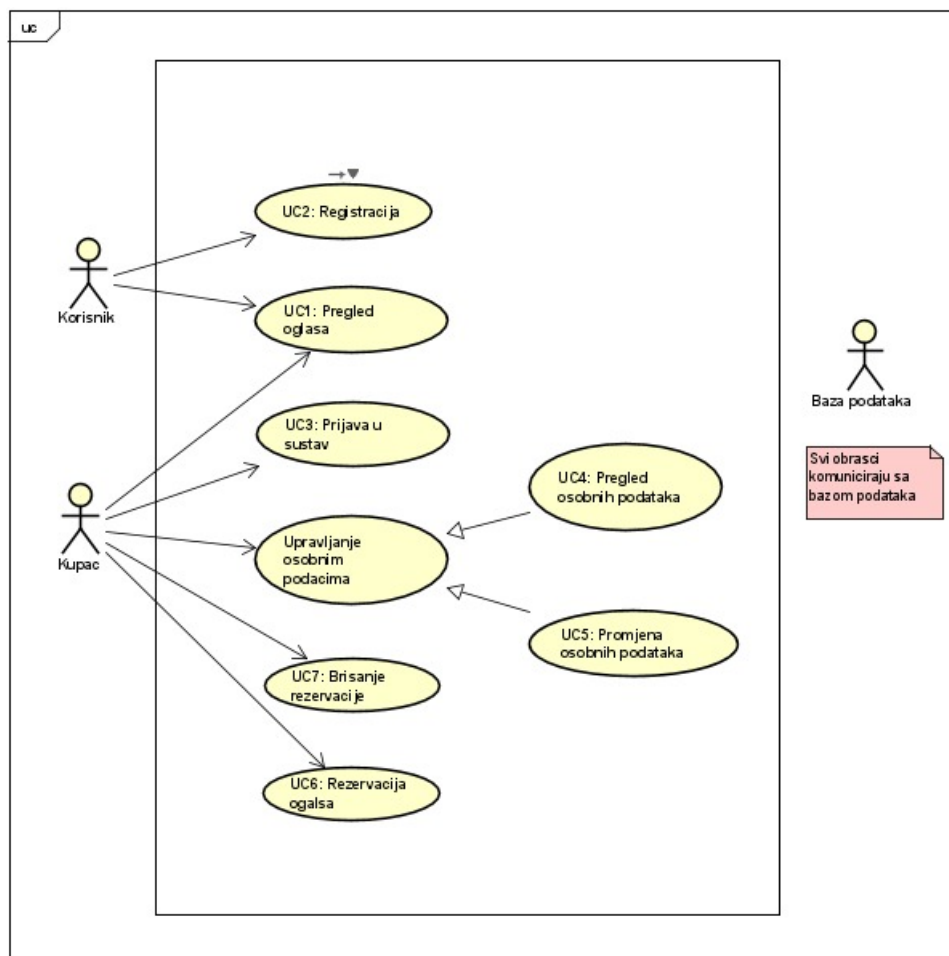 uc
UC2: Registracija
Korisnik
UC1: Pregled
oglasa
Baza podataka
UC3: Prijava u
sustav
Svi obrasci
komuniciraju sa
bazom podataka
UC4: Pregled
osobnih podataka
Kupac
Upravljanje
osobnim
podacima
UC5: Promjena
osobnih podataka
UC7: Brisanje
rezervacije
UC6: Rezervacija
ogalsa